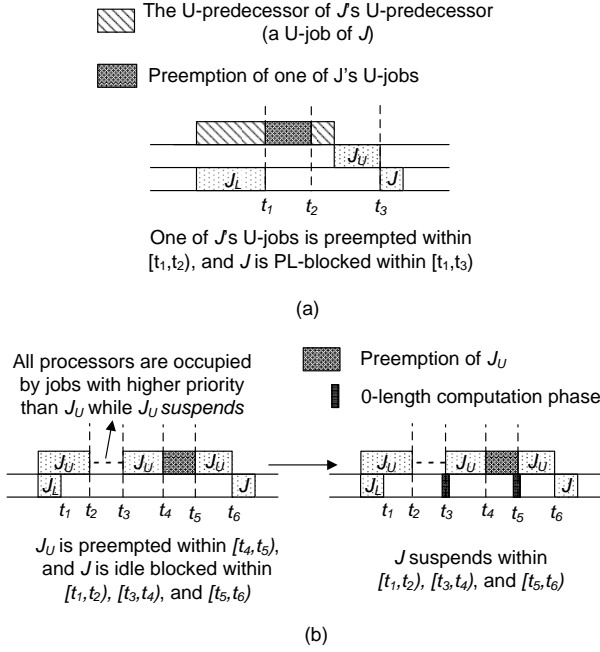 The U-predecessor of J's U-predecessor
(a U-job of J)
Preemption of one of J's U-jobs
J_U
J_L
J
t_1
t_2
t_3
One of J's U-jobs is preempted within
[t_1,t_2), and J is PL-blocked within [t_1,t_3)
(a)
All processors are occupied
by jobs with higher priority
than J_U while J_U suspends
Preemption of J_U
0-length computation phase
J_U J_U J_U
J_L J
t_1 t_2 t_3 t_4 t_5 t_6
J_U is preempted within [t_4,t_5),
and J is idle blocked within
[t_1,t_2), [t_3,t_4), and [t_5,t_6)
J_U J_U J_U
J_L J
t_1 t_2 t_3 t_4 t_5 t_6
J suspends within
[t_1,t_2), [t_3,t_4), and [t_5,t_6)
(b)